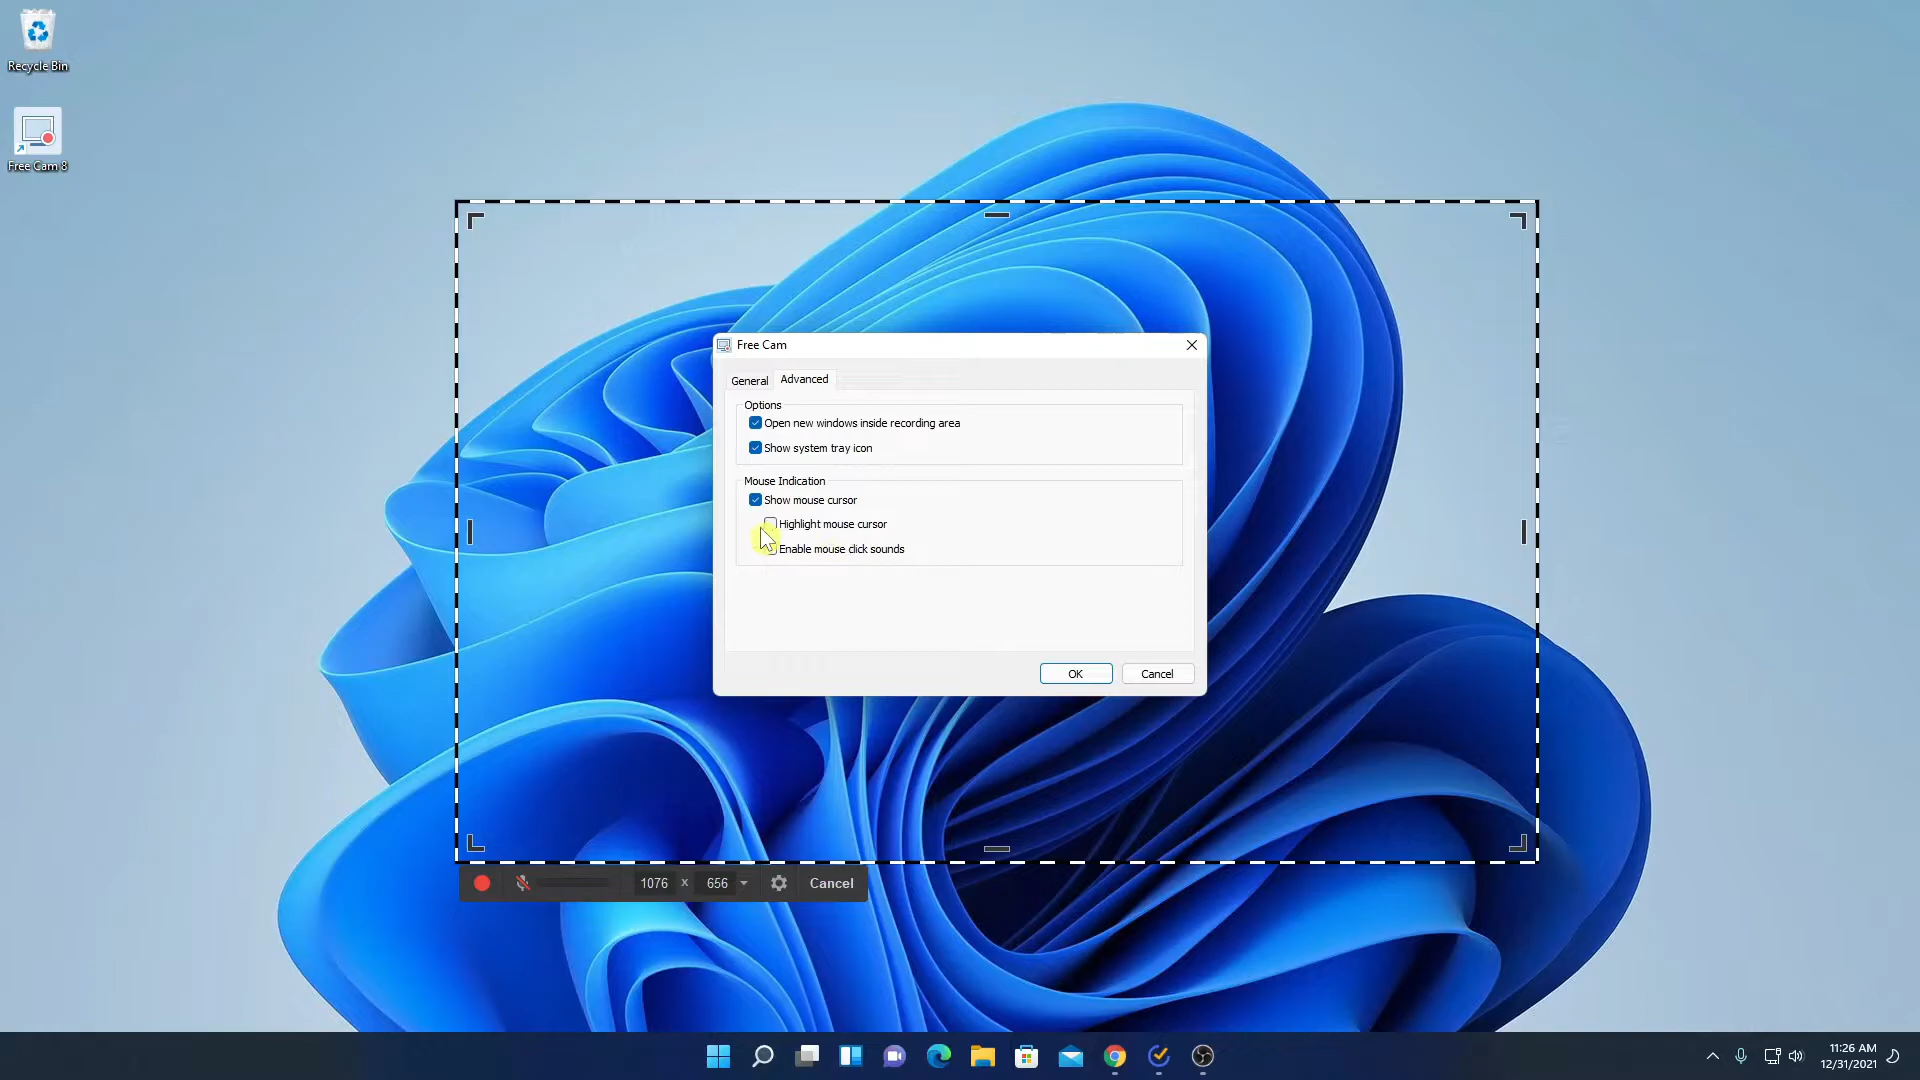 Recycle Bin
Free Cam 8
Free Cam
General Advanced
Options
Open new windows inside recording area
Show system tray icon
Mouse Indication
Show mouse cursor
Highlight mouse cursor
Enable mouse click sounds
OK Cancel
1076 x 656 Cancel
11:26 AM
12/31/2021